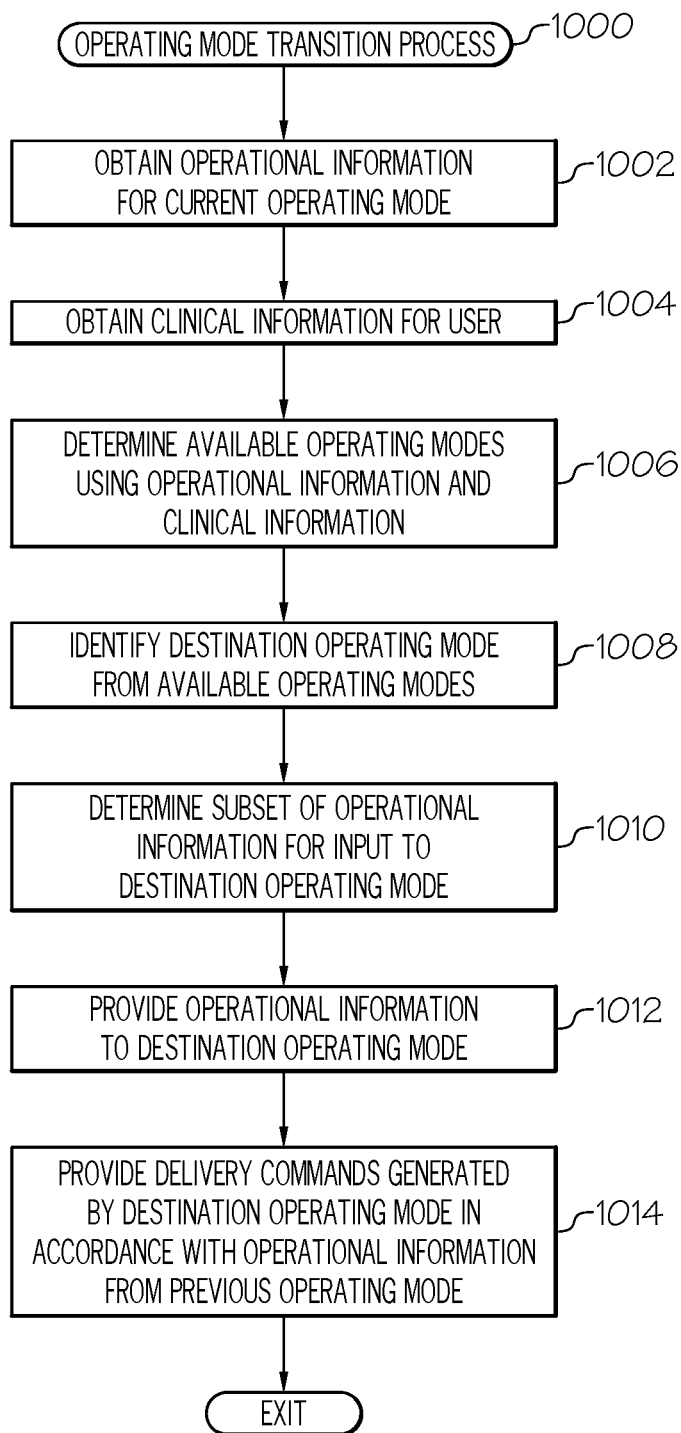 OPERATING MODE TRANSITION PROCESS
1000
OBTAIN OPERATIONAL INFORMATION
FOR CURRENT OPERATING MODE
1002
OBTAIN CLINICAL INFORMATION FOR USER
1004
DETERMINE AVAILABLE OPERATING MODES
USING OPERATIONAL INFORMATION AND
CLINICAL INFORMATION
1006
IDENTIFY DESTINATION OPERATING MODE
FROM AVAILABLE OPERATING MODES
1008
DETERMINE SUBSET OF OPERATIONAL
INFORMATION FOR INPUT TO
DESTINATION OPERATING MODE
1010
PROVIDE OPERATIONAL INFORMATION
TO DESTINATION OPERATING MODE
1012
PROVIDE DELIVERY COMMANDS GENERATED
BY DESTINATION OPERATING MODE IN
ACCORDANCE WITH OPERATIONAL INFORMATION
FROM PREVIOUS OPERATING MODE
1014
EXIT